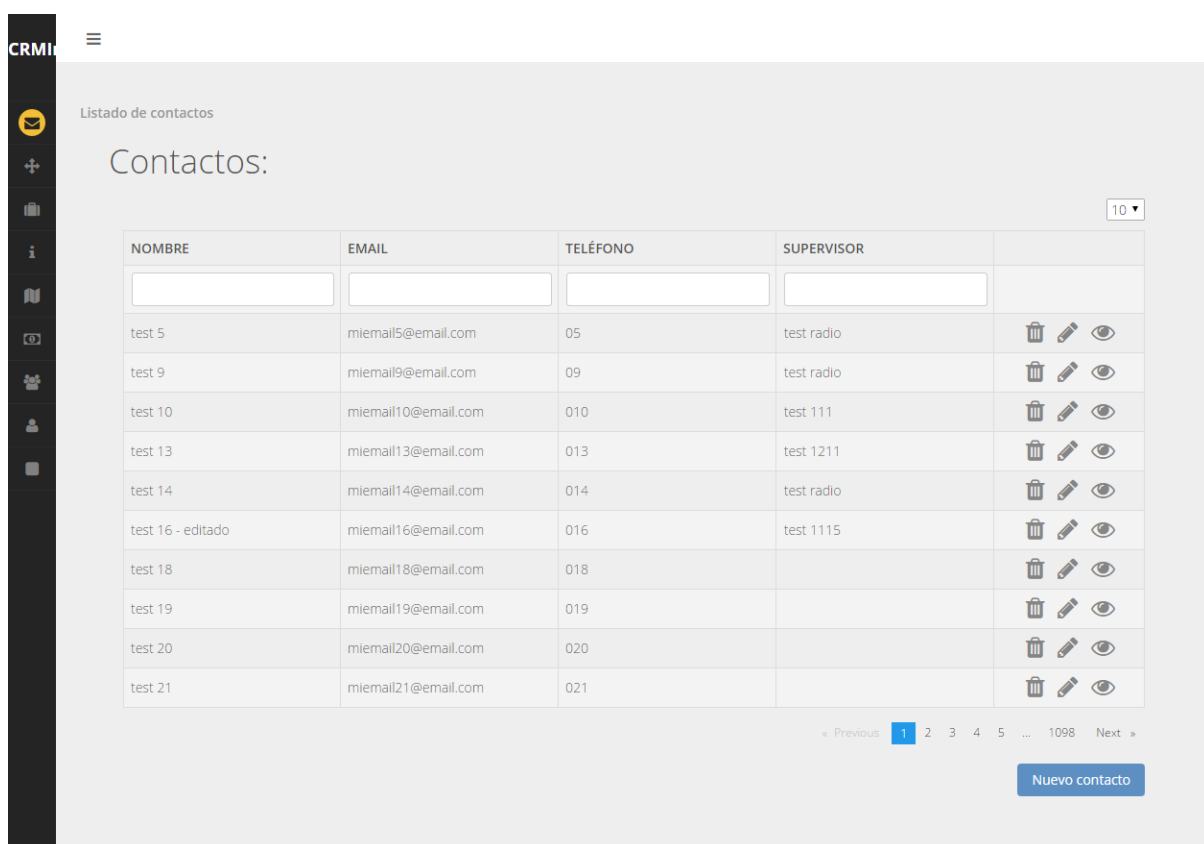 CRMI
Listado de contactos
Contactos:
10
NOMBRE EMAIL TELÉFONO SUPERVISOR
test 5 miemail5@email.com 05 test radio
test 9 miemail9@email.com 09 test radio
test 10 miemail10@email.com 010 test 111
test 13 miemail13@email.com 013 test 1211
test 14 miemail14@email.com 014 test radio
test 16 - editado miemail16@email.com 016 test 1115
test 18 miemail18@email.com 018
test 19 miemail19@email.com 019
test 20 miemail20@email.com 020
test 21 miemail21@email.com 021
« Previous 1 2 3 4 5 ... 1098 Next »
Nuevo contacto